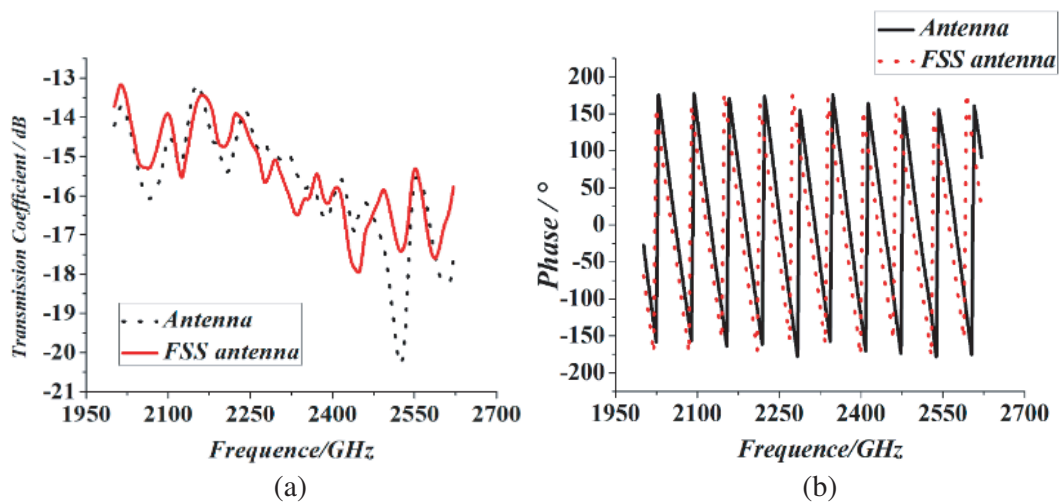 Transmission Coefficient / dB
-13
-14
-15
-16
-17
-18
-19
-20
-21
Antenna
FSS antenna
1950 2100 2250 2400 2550 2700
Frequence/GHz
(a)
Antenna
FSS antenna
Phase / °
225
200
150
100
50
0
-50
-100
-150
-200
-225
1950 2100 2250 2400 2550 2700
Frequence/GHz
(b)